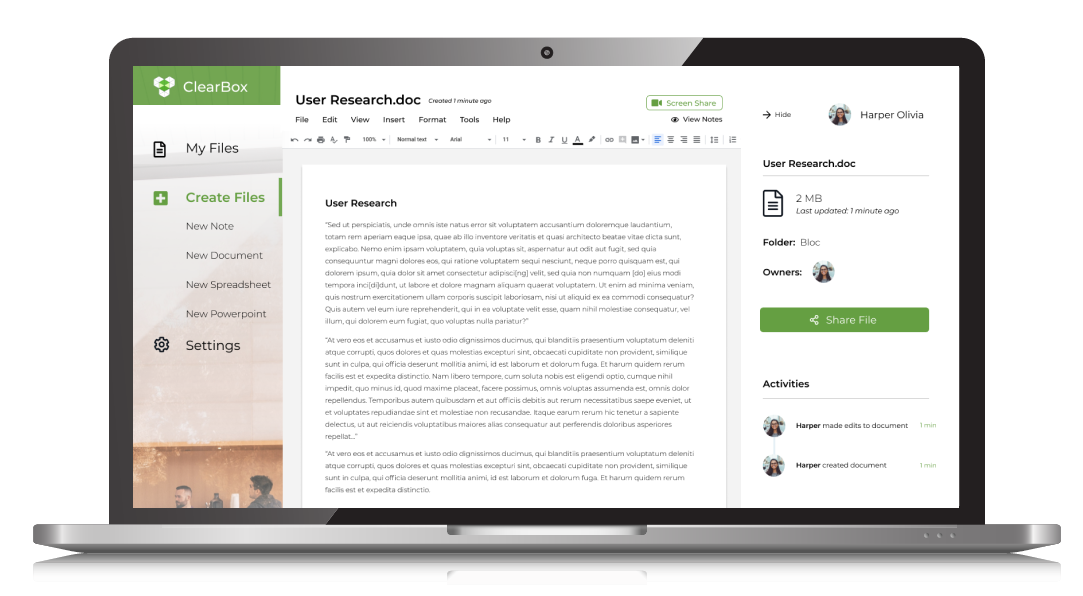 ClearBox
My Files
Create Files
New Note
New Document
New Spreadsheet
New Powerpoint
Settings
User Research.doc Created 1 minute ago
Screen Share
File Edit View Insert Format Tools Help
View Notes
100% Normal text Arial 11 B I U A
User Research
"Sed ut perspiciatis, unde omnis iste natus error sit voluptatem accusantium doloremque laudantium,
totam rem aperiam eaque ipsa, quae ab illo inventore veritatis et quasi architecto beatae vitae dicta sunt,
explicabo. Nemo enim ipsam voluptatem, quia voluptas sit, aspernatur aut odit aut fugit, sed quia
consequuntur magni dolores eos, qui ratione voluptatem sequi nesciunt, neque porro quisquam est, qui
dolorem ipsum, quia dolor sit amet consectetur adipisci[ng] velit, sed quia non numquam [do] eius modi
tempora inci[di]dunt, ut labore et dolore magnam aliquam quaerat voluptatem. Ut enim ad minima veniam,
quis nostrum exercitationem ullam corporis suscipit laboriosam, nisi ut aliquid ex ea commodi consequatur?
Quis autem vel eum iure reprehenderit, qui in ea voluptate velit esse, quam nihil molestiae consequatur, vel
illum, qui dolorem eum fugiat, quo voluptas nulla pariatur?"
"At vero eos et accusamus et iusto odio dignissimos ducimus, qui blanditiis praesentium voluptatum deleniti
atque corrupti, quos dolores et quas molestias excepturi sint, obcaecati cupiditate non provident, similique
sunt in culpa, qui officia deserunt mollitia animi, id est laborum et dolorum fuga. Et harum quidem rerum
facilis est et expedita distinctio. Nam libero tempore, cum soluta nobis est eligendi optio, cumque nihil
impedit, quo minus id, quod maxime placeat, facere possimus, omnis voluptas assumenda est, omnis dolor
repellendus. Temporibus autem quibusdam et aut officiis debitis aut rerum necessitatibus saepe eveniet, ut
et voluptates repudiandae sint et molestiae non recusandae. Itaque earum rerum hic tenetur a sapiente
delectus, ut aut reiciendis voluptatibus maiores alias consequatur aut perferendis doloribus asperiores
repellat…"
"At vero eos et accusamus et iusto odio dignissimos ducimus, qui blanditiis praesentium voluptatum deleniti
atque corrupti, quos dolores et quas molestias excepturi sint, obcaecati cupiditate non provident, similique
sunt in culpa, qui officia deserunt mollitia animi, id est laborum et dolorum fuga. Et harum quidem rerum
facilis est et expedita distinctio.
Hide
Harper Olivia
User Research.doc
2 MB
Last updated: 1 minute ago
Folder: Bloc
Owners:
Share File
Activities
Harper made edits to document 1 min
Harper created document 1 min